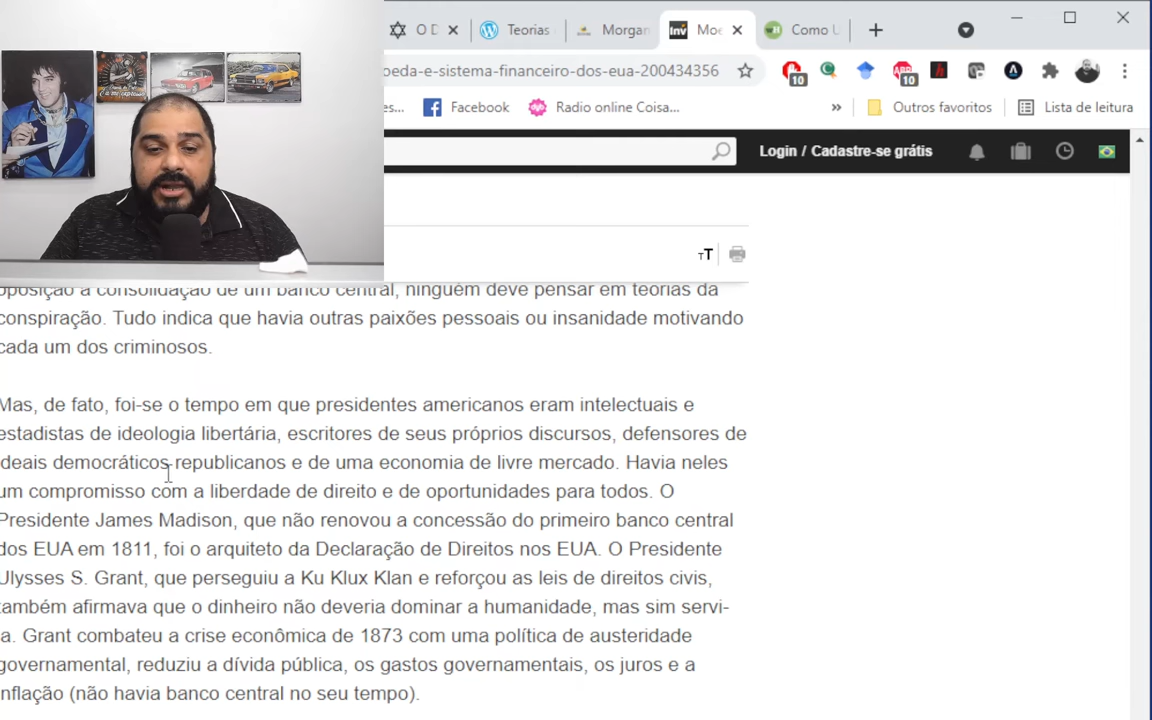 O D
Teorias
Morgan
Inv
Moe
Como U
oeda-e-sistema-financeiro-dos-eua-200434356
10
ABP
10
es...
Facebook
Radio online Coisa...
»
Outros favoritos
Lista de leitura
Login / Cadastre-se grátis
TT
oposição à consolidação de um banco central, ninguém deve pensar em teorias da
conspiração. Tudo indica que havia outras paixões pessoais ou insanidade motivando
cada um dos criminosos.
Mas, de fato, foi-se o tempo em que presidentes americanos eram intelectuais e
estadistas de ideologia libertária, escritores de seus próprios discursos, defensores de
deais democráticos republicanos e de uma economia de livre mercado. Havia neles
um compromisso com a liberdade de direito e de oportunidades para todos. O
Presidente James Madison, que não renovou a concessão do primeiro banco central
dos EUA em 1811, foi o arquiteto da Declaração de Direitos nos EUA. O Presidente
Ulysses S. Grant, que perseguiu a Ku Klux Klan e reforçou as leis de direitos civis,
também afirmava que o dinheiro não deveria dominar a humanidade, mas sim servi-
a. Grant combateu a crise econômica de 1873 com uma política de austeridade
governamental, reduziu a dívida pública, os gastos governamentais, os juros e a
nflação (não havia banco central no seu tempo).